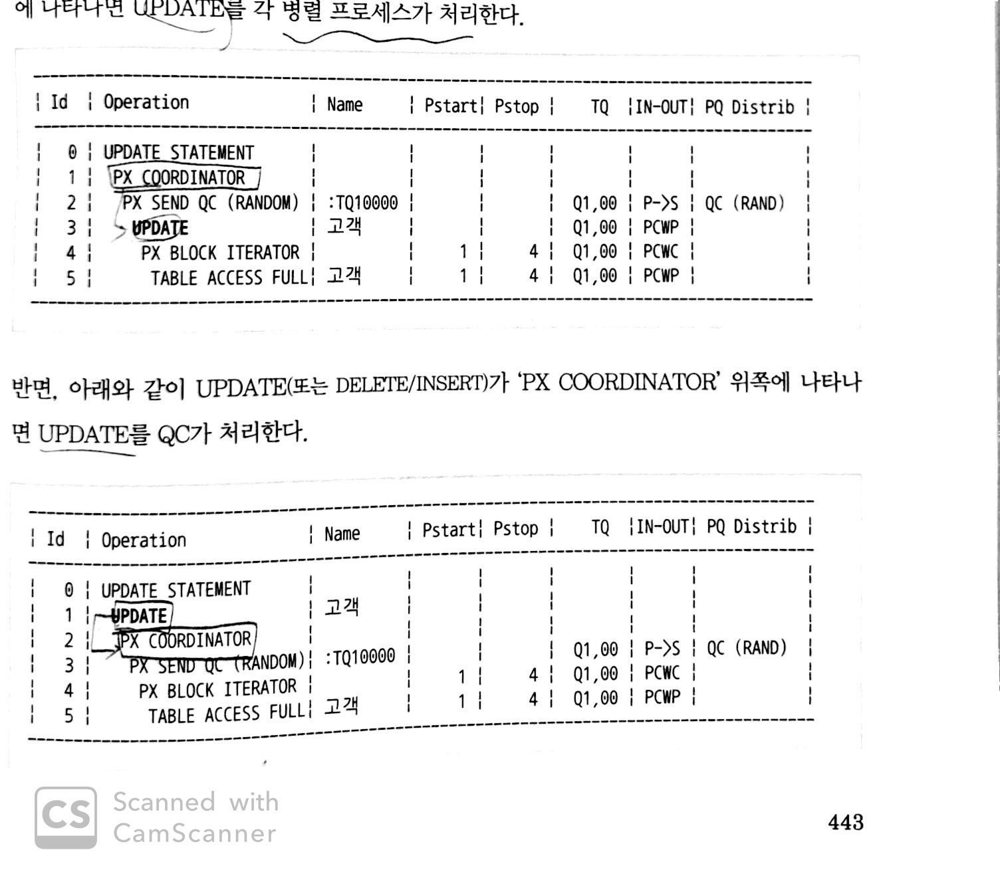 에 나타나면 UPDATE를 각 병렬 프로세스가 처리한다.
---------------------------------------------------------------
| Id | Operation | Name | Pstart| Pstop | TQ |IN-OUT| PQ Distrib |
---------------------------------------------------------------
| 0 | UPDATE STATEMENT | | | | | | |
| 1 | PX COORDINATOR | | | | | | |
| 2 | PX SEND QC (RANDOM) | :TQ10000 | | | Q1,00 | P->S | QC (RAND) |
| 3 | UPDATE | 고객 | | | Q1,00 | PCWP | |
| 4 | PX BLOCK ITERATOR | | 1 | 4 | Q1,00 | PCWC | |
| 5 | TABLE ACCESS FULL| 고객 | 1 | 4 | Q1,00 | PCWP | |
---------------------------------------------------------------
반면, 아래와 같이 UPDATE(또는 DELETE/INSERT)가 ‘PX COORDINATOR’ 위쪽에 나타나
면 UPDATE를 QC가 처리한다.
---------------------------------------------------------------
| Id | Operation | Name | Pstart| Pstop | TQ |IN-OUT| PQ Distrib |
---------------------------------------------------------------
| 0 | UPDATE STATEMENT | | | | | | |
| 1 | UPDATE | 고객 | | | | | |
| 2 | PX COORDINATOR | | | | | | |
| 3 | PX SEND QC (RANDOM)| :TQ10000 | | | Q1,00 | P->S | QC (RAND) |
| 4 | PX BLOCK ITERATOR | | 1 | 4 | Q1,00 | PCWC | |
| 5 | TABLE ACCESS FULL| 고객 | 1 | 4 | Q1,00 | PCWP | |
---------------------------------------------------------------
CS Scanned with
CamScanner
443